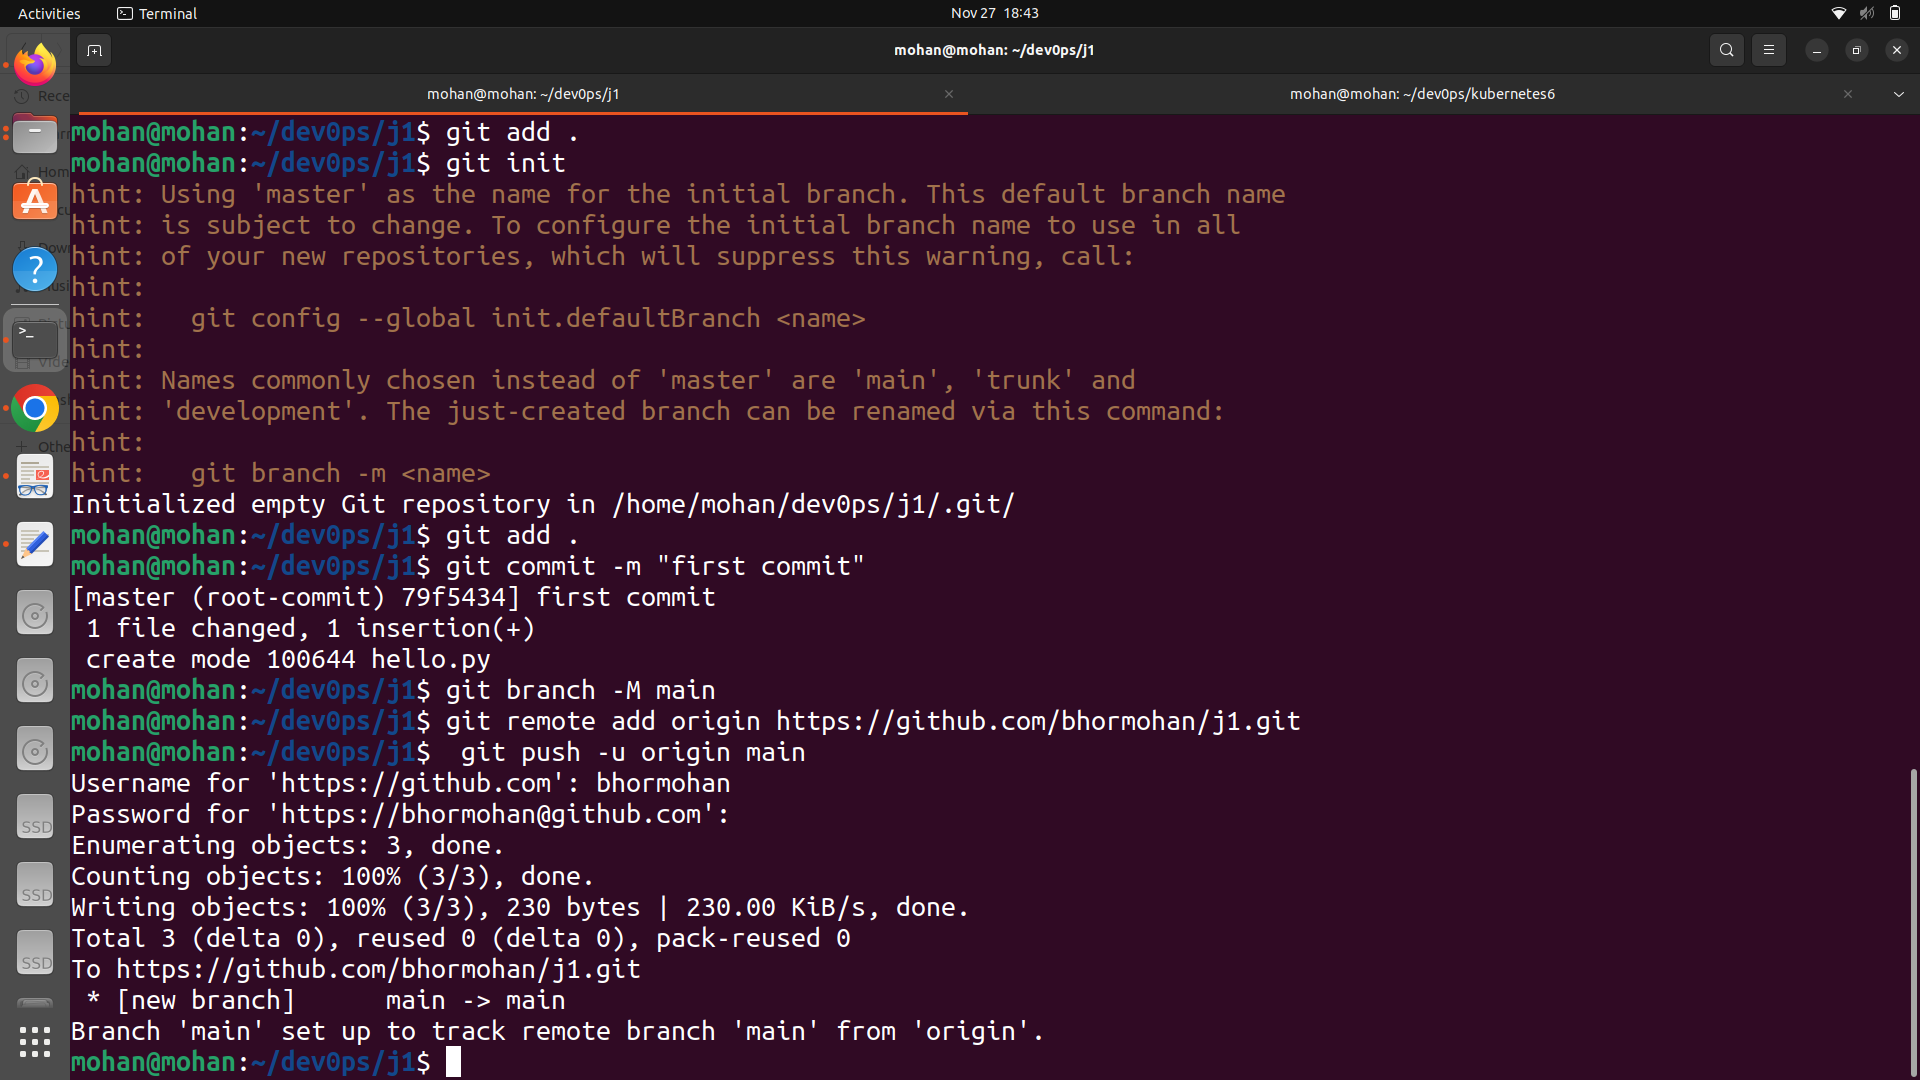 Activities
Terminal
Nov 27 18:43
mohan@mohan: ~/dev0ps/j1
mohan@mohan: ~/dev0ps/j1
mohan@mohan: ~/dev0ps/kubernetes6
mohan@mohan:~/dev0ps/j1$ git add .
mohan@mohan:~/dev0ps/j1$ git init
hint: Using 'master' as the name for the initial branch. This default branch name
hint: is subject to change. To configure the initial branch name to use in all
hint: of your new repositories, which will suppress this warning, call:
hint:
hint:   git config --global init.defaultBranch <name>
hint:
hint: Names commonly chosen instead of 'master' are 'main', 'trunk' and
hint: 'development'. The just-created branch can be renamed via this command:
hint:
hint:   git branch -m <name>
Initialized empty Git repository in /home/mohan/dev0ps/j1/.git/
mohan@mohan:~/dev0ps/j1$ git add .
mohan@mohan:~/dev0ps/j1$ git commit -m "first commit"
[master (root-commit) 79f5434] first commit
 1 file changed, 1 insertion(+)
 create mode 100644 hello.py
mohan@mohan:~/dev0ps/j1$ git branch -M main
mohan@mohan:~/dev0ps/j1$ git remote add origin https://github.com/bhormohan/j1.git
mohan@mohan:~/dev0ps/j1$  git push -u origin main
Username for 'https://github.com': bhormohan
Password for 'https://bhormohan@github.com':
Enumerating objects: 3, done.
Counting objects: 100% (3/3), done.
Writing objects: 100% (3/3), 230 bytes | 230.00 KiB/s, done.
Total 3 (delta 0), reused 0 (delta 0), pack-reused 0
To https://github.com/bhormohan/j1.git
 * [new branch]      main -> main
Branch 'main' set up to track remote branch 'main' from 'origin'.
mohan@mohan:~/dev0ps/j1$
Rece
Hom
Othe
SSD
SSD
SSD